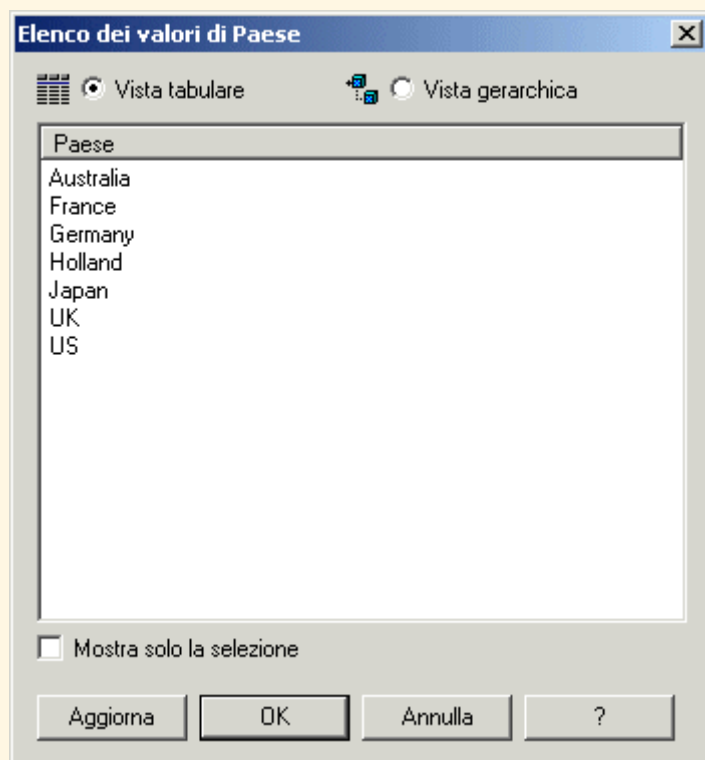 Elenco dei valori di Paese
Vista tabulare Vista gerarchica
Paese
Australia
France
Germany
Holland
Japan
UK
US
Mostra solo la selezione
Aggiorna OK Annulla ?